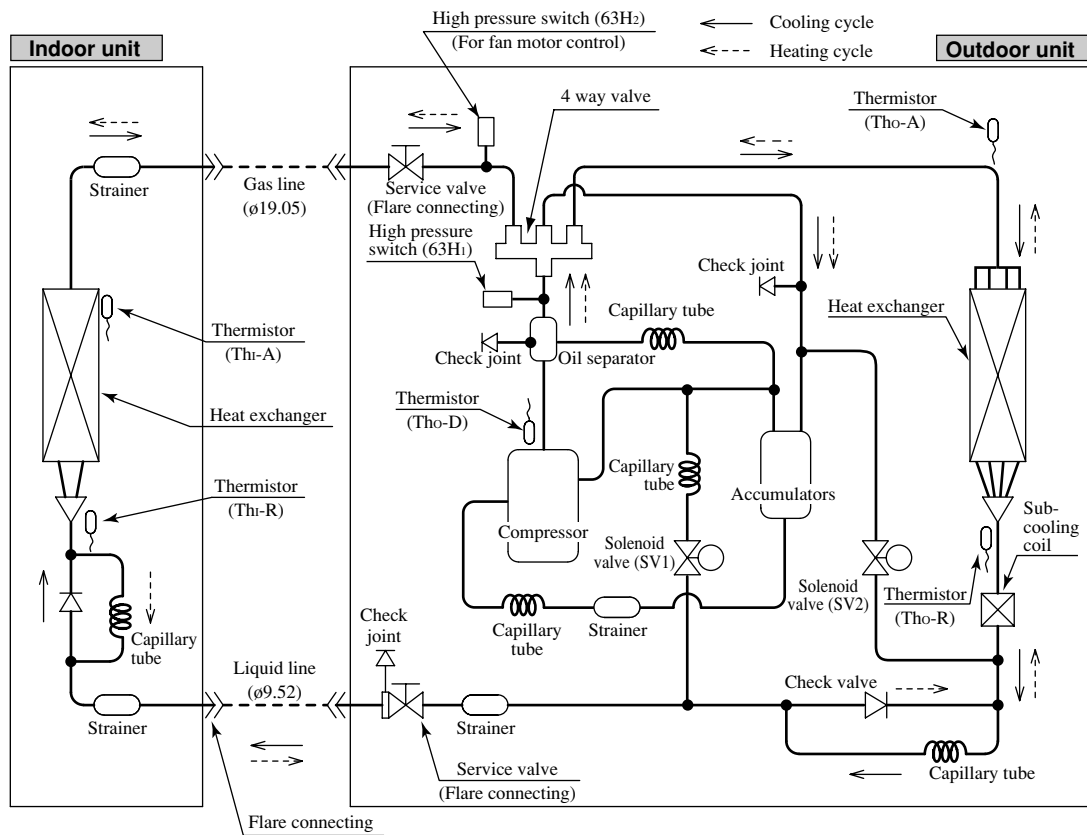 High pressure switch (63H2)
(For fan motor control)
Cooling cycle
Heating cycle
Indoor unit
Outdoor unit
4 way valve
Thermistor
(ThO-A)
Strainer
Gas line
(ø19.05)
Service valve
(Flare connecting)
High pressure
switch (63H1)
Check joint
Capillary tube
Heat exchanger
Thermistor
(ThI-A)
Check joint
Oil separator
Thermistor
(ThO-D)
Heat exchanger
Capillary
tube
Accumulators
Thermistor
(ThI-R)
Compressor
Sub-
cooling
coil
Solenoid
valve (SV1)
Solenoid
valve (SV2)
Thermistor
(ThO-R)
Capillary
tube
Strainer
Check
joint
Capillary
tube
Liquid line
(ø9.52)
Check valve
Strainer
Strainer
Service valve
(Flare connecting)
Capillary tube
Flare connecting